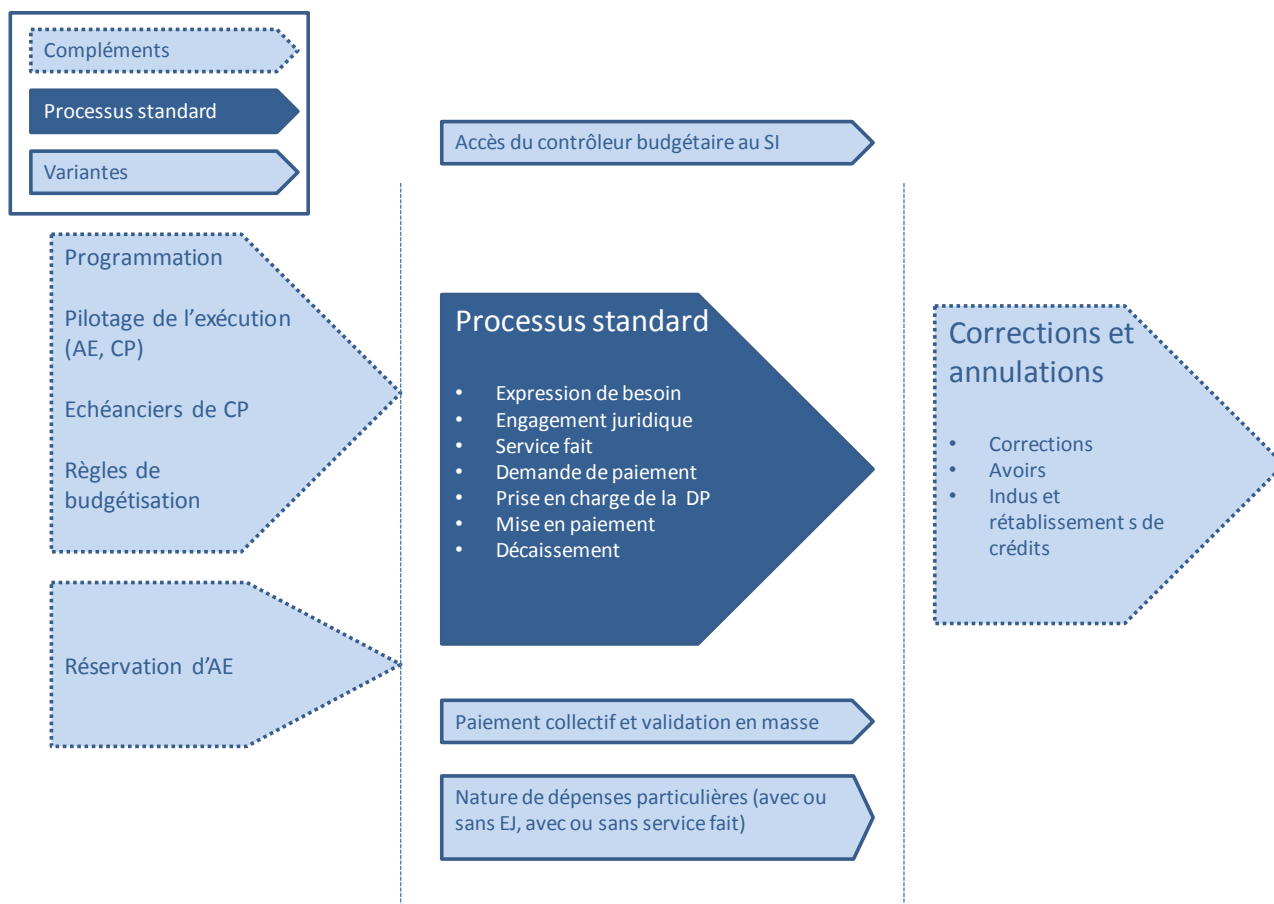 Compléments
Processus standard
Variantes
Accès du contrôleur budgétaire au SI
Programmation
Pilotage de l’exécution
(AE, CP)
Echéanciers de CP
Règles de
budgétisation
Réservation d’AE
Processus standard
• Expression de besoin
• Engagement juridique
• Service fait
• Demande de paiement
• Prise en charge de la DP
• Mise en paiement
• Décaissement
Paiement collectif et validation en masse
Nature de dépenses particulières (avec ou
sans EJ, avec ou sans service fait)
Corrections et
annulations
• Corrections
• Avoirs
• Indus et
rétablissement s de
crédits